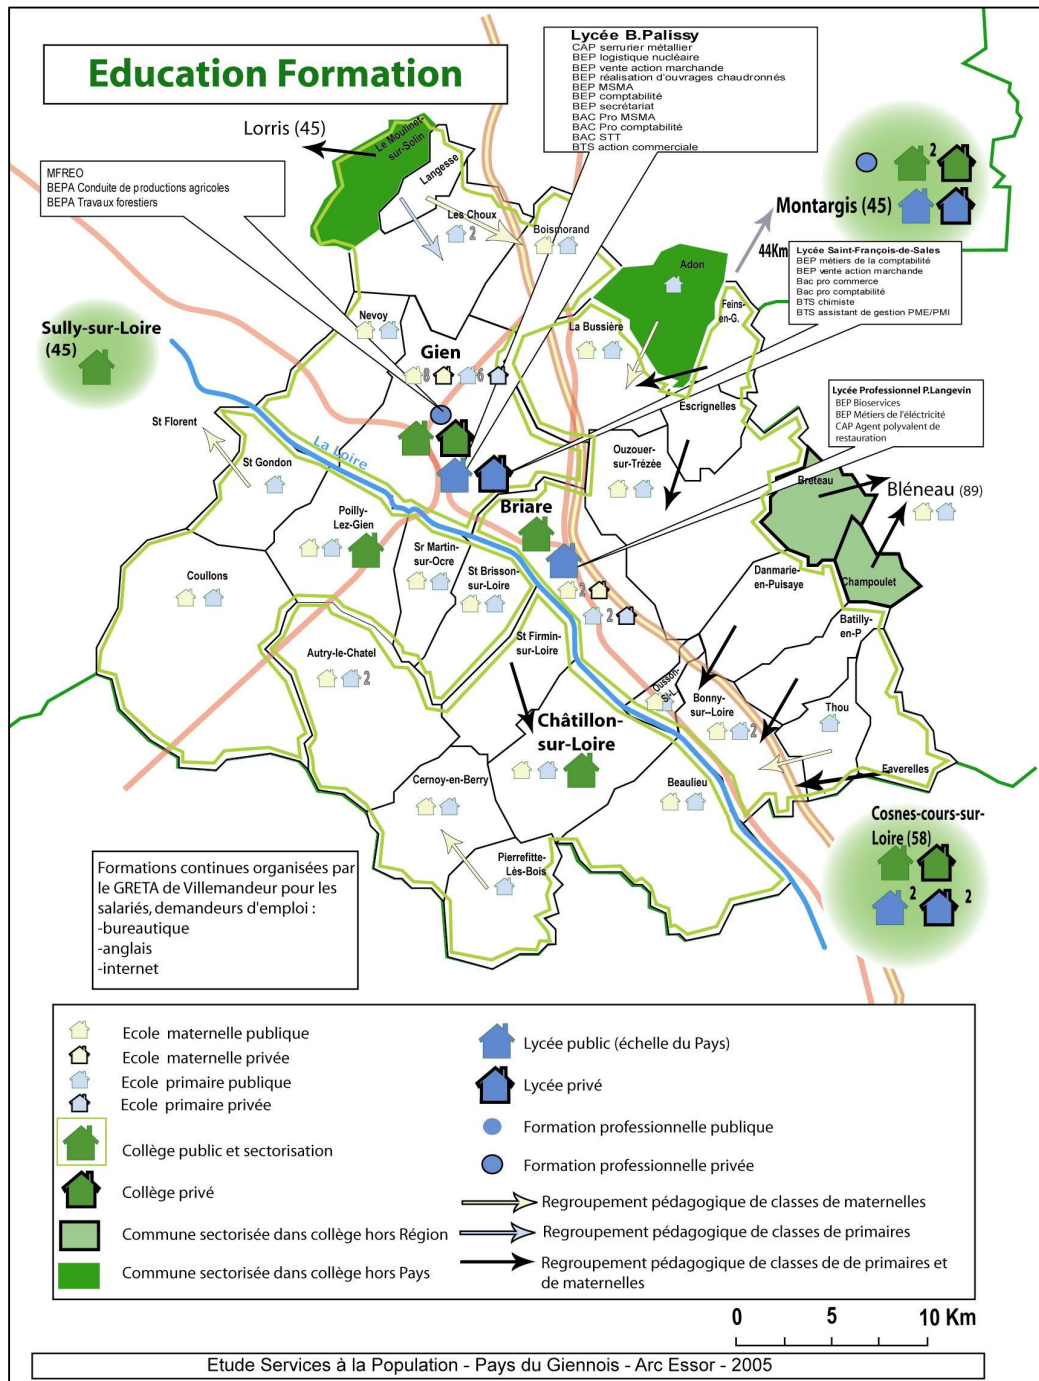 Education Formation
Lycée B.Palissy
CAP serrurier métallier
BEP logistique nucléaire
BEP vente action marchande
BEP réalisation d'ouvrages chaudronnés
BEP MSMA
BEP comptabilité
BEP secrétariat
BAC Pro MSMA
BAC Pro comptabilité
BAC STT
BTS action commerciale
Lorris (45)
Le Moulinet-
sur-Solin
Langesse
MFREO
BEPA Conduite de productions agricoles
BEPA Travaux forestiers
Les Choux
2
Boismorand
2
Montargis (45)
44Km
Lycée Saint-François-de-Sales
BEP métiers de la comptabilité
BEP vente action marchande
Bac pro commerce
Bac pro comptabilité
BTS chimiste
BTS assistant de gestion PME/PMI
Adon
Feins-
en-G.
Nevoy
La Bussière
Sully-sur-Loire
(45)
Gien
8
6
Escrignelles
Lycée Professionnel P.Langevin
BEP Bioservices
BEP Métiers de l'éléctricité
CAP Agent polyvalent de
restauration
St Florent
La Loire
St Gondon
Ouzouer-
sur-Trézée
Breteau
Bléneau (89)
Briare
Poilly-
Lez-Gien
Sr Martin-
sur-Ocre
St Brisson-
sur-Loire
Coullons
Danmarie-
en-Puisaye
Champoulet
2
2
Batilly-
en-P
St Firmin-
sur-Loire
Autry-le-Chatel
2
Ousson-
S/-L
Bonny-
sur--Loire
2
Thou
Châtillon-
sur-Loire
Cernoy-en-Berry
Beaulieu
Faverelles
Cosnes-cours-sur-
Loire (58)
2
2
Pierrefitte-
Lès-Bois
Formations continues organisées par
le GRETA de Villemandeur pour les
salariés, demandeurs d'emploi :
-bureautique
-anglais
-internet
Ecole maternelle publique
Ecole maternelle privée
Ecole primaire publique
Ecole primaire privée
Collège public et sectorisation
Collège privé
Commune sectorisée dans collège hors Région
Commune sectorisée dans collège hors Pays
Lycée public (échelle du Pays)
Lycée privé
Formation professionnelle publique
Formation professionnelle privée
Regroupement pédagogique de classes de maternelles
Regroupement pédagogique de classes de primaires
Regroupement pédagogique de classes de de primaires et
de maternelles
0 5 10 Km
Etude Services à la Population - Pays du Giennois - Arc Essor - 2005